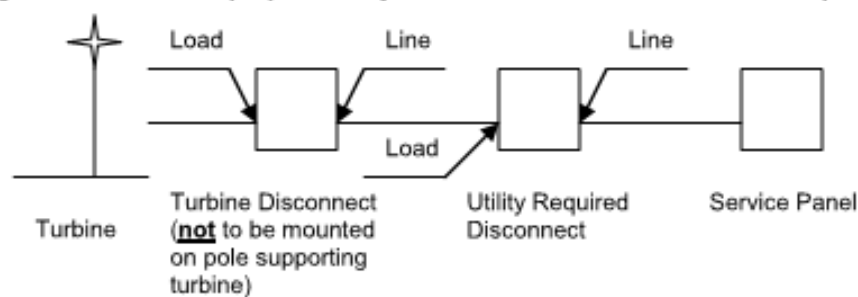 Load
Line
Line
Load
Turbine
Turbine Disconnect
(not to be mounted
on pole supporting
turbine)
Utility Required
Disconnect
Service Panel